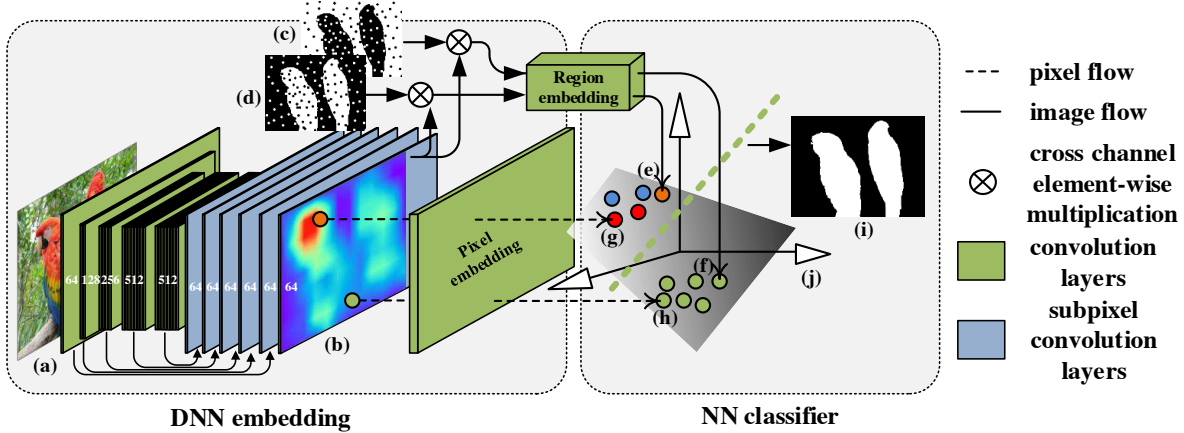 (c)
(d)
Region
embedding
pixel flow
image flow
cross channel
element-wise
multiplication
convolution
layers
subpixel
convolution
layers
(e)
(g)
(f)
(h)
(i)
(j)
Pixel
embedding
64 128 256 512 512 64 64 64 64 64 64
(a)
(b)
DNN embedding
NN classifier